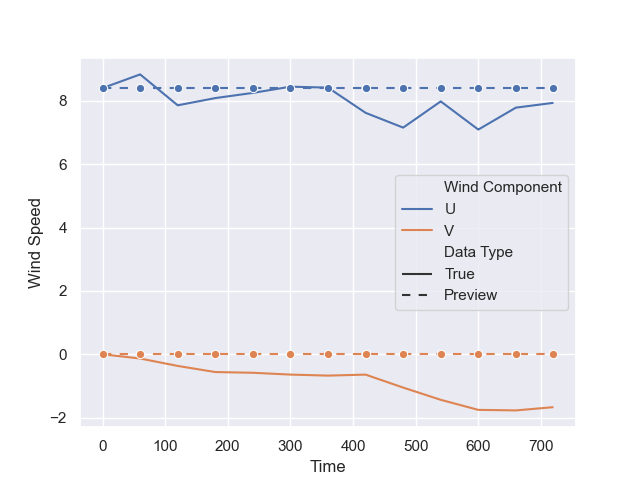 8
6
4
2
0
−2
Wind Speed
Wind Component
U
V
Data Type
True
Preview
0 100 200 300 400 500 600 700
Time